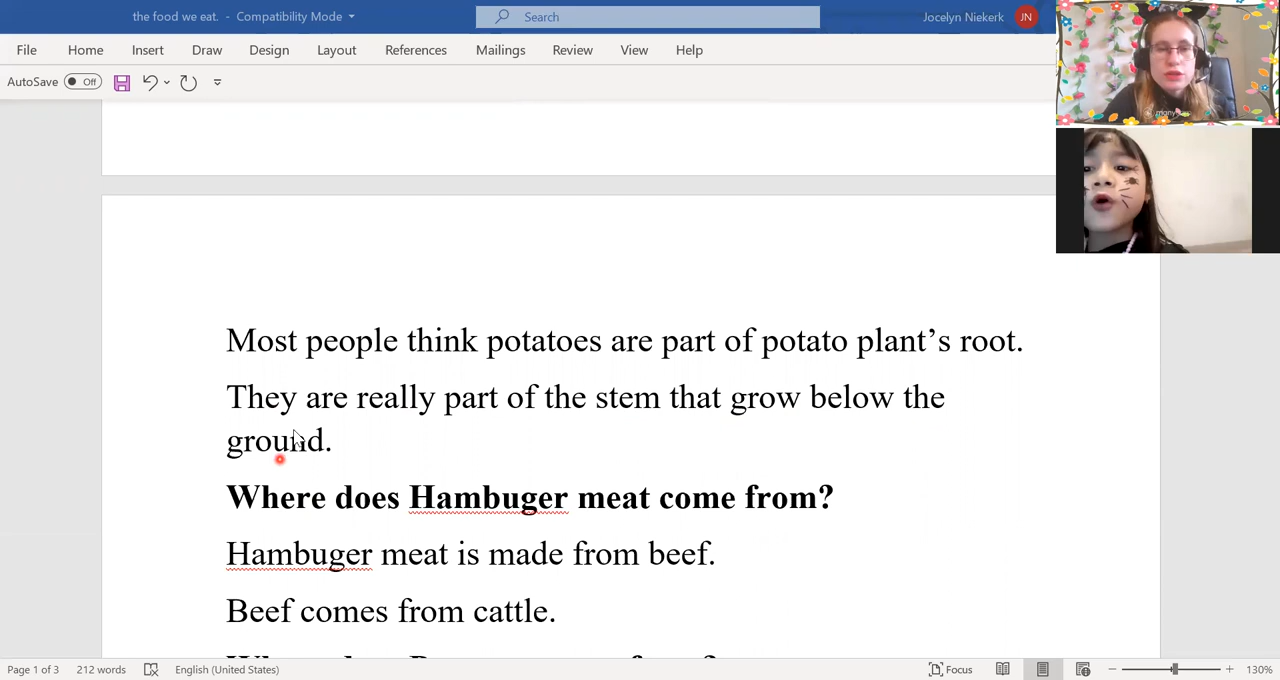 the food we eat. - Compatibility Mode
Search
Jocelyn Niekerk JN
File Home Insert Draw Design Layout References Mailings Review View Help
AutoSave Off
Most people think potatoes are part of potato plant’s root.
They are really part of the stem that grow below the
ground.
Where does Hambuger meat come from?
Hambuger meat is made from beef.
Beef comes from cattle.
Page 1 of 3 212 words English (United States) Focus 130%